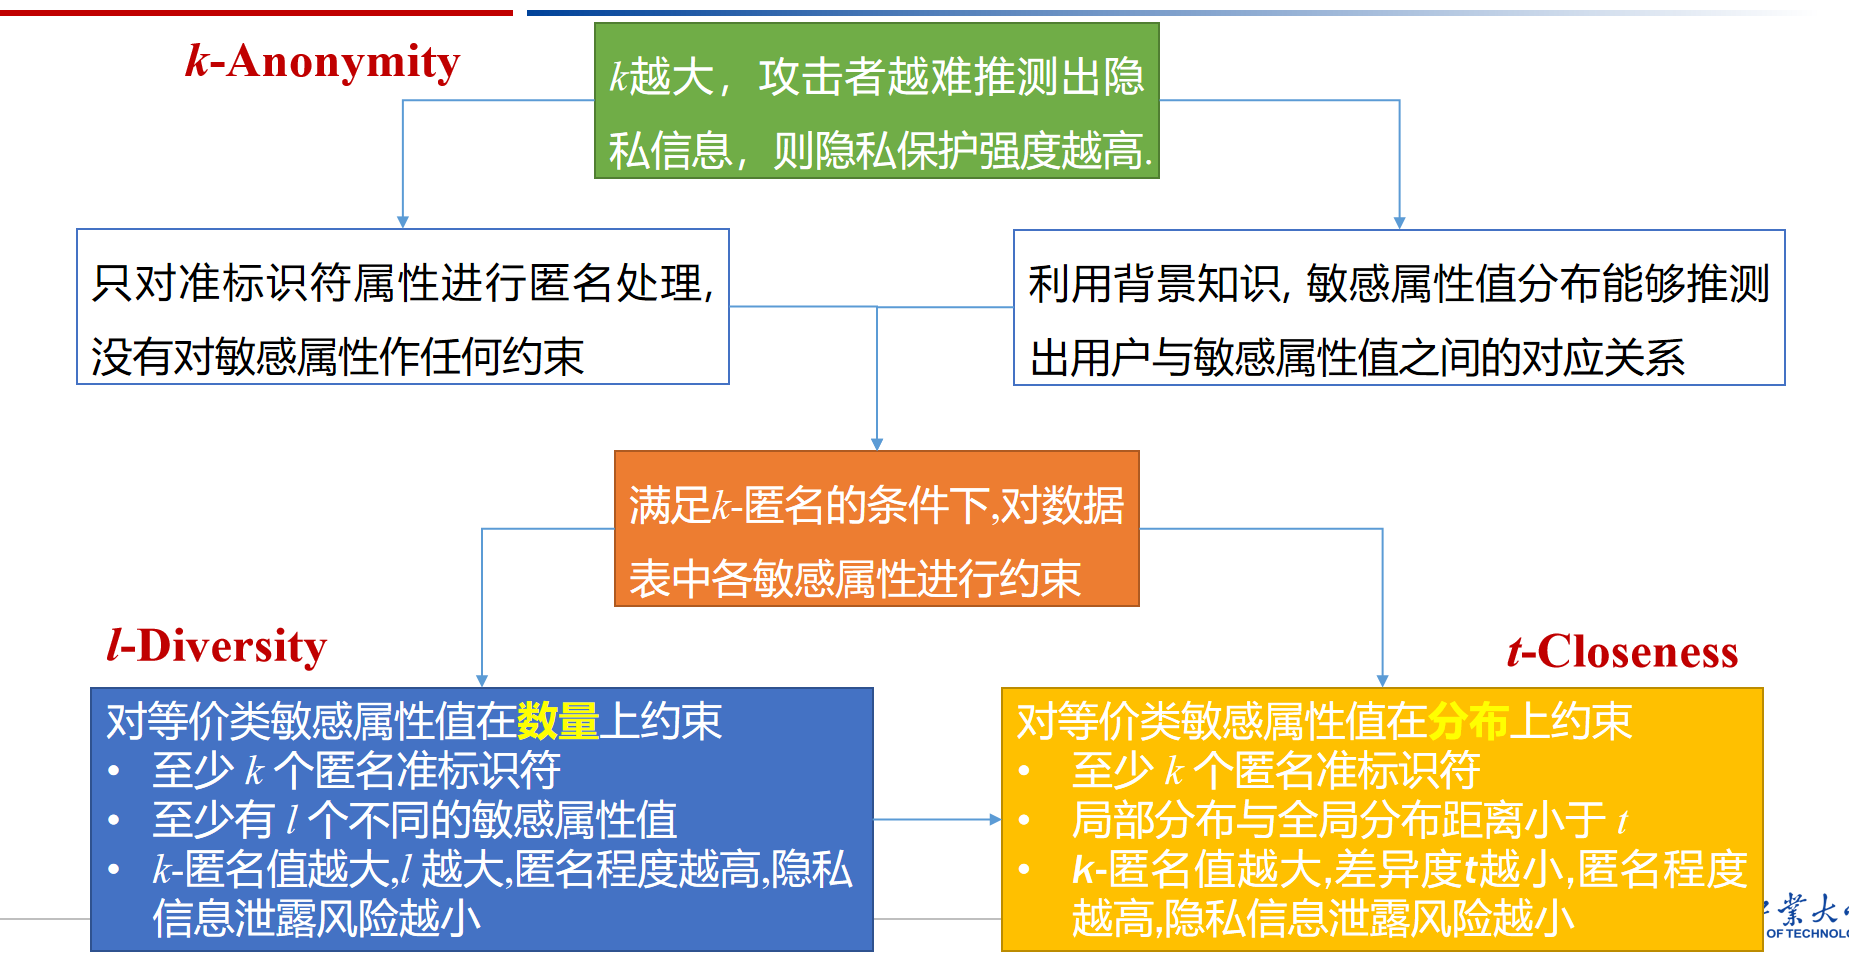 k-Anonymity
k越大，攻击者越难推测出隐
私信息，则隐私保护强度越高.
只对准标识符属性进行匿名处理,
没有对敏感属性作任何约束
利用背景知识, 敏感属性值分布能够推测
出用户与敏感属性值之间的对应关系
满足k-匿名的条件下,对数据
表中各敏感属性进行约束
l-Diversity
对等价类敏感属性值在数量上约束
• 至少 k 个匿名准标识符
• 至少有 l 个不同的敏感属性值
• k-匿名值越大,l 越大,匿名程度越高,隐私
信息泄露风险越小
t-Closeness
对等价类敏感属性值在分布上约束
• 至少 k 个匿名准标识符
• 局部分布与全局分布距离小于 t
• k-匿名值越大,差异度t越小,匿名程度
越高,隐私信息泄露风险越小
业大
OF TECHNOLO